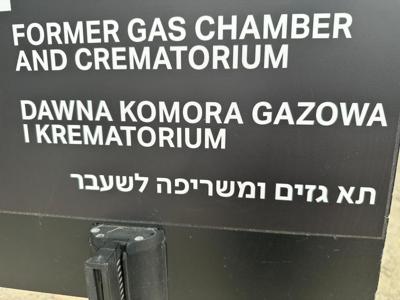 FORMER GAS CHAMBER
AND CREMATORIUM
DAWNA KOMORA GAZOWA
I KREMATORIUM
תא גזים ומשריפה לשעבר